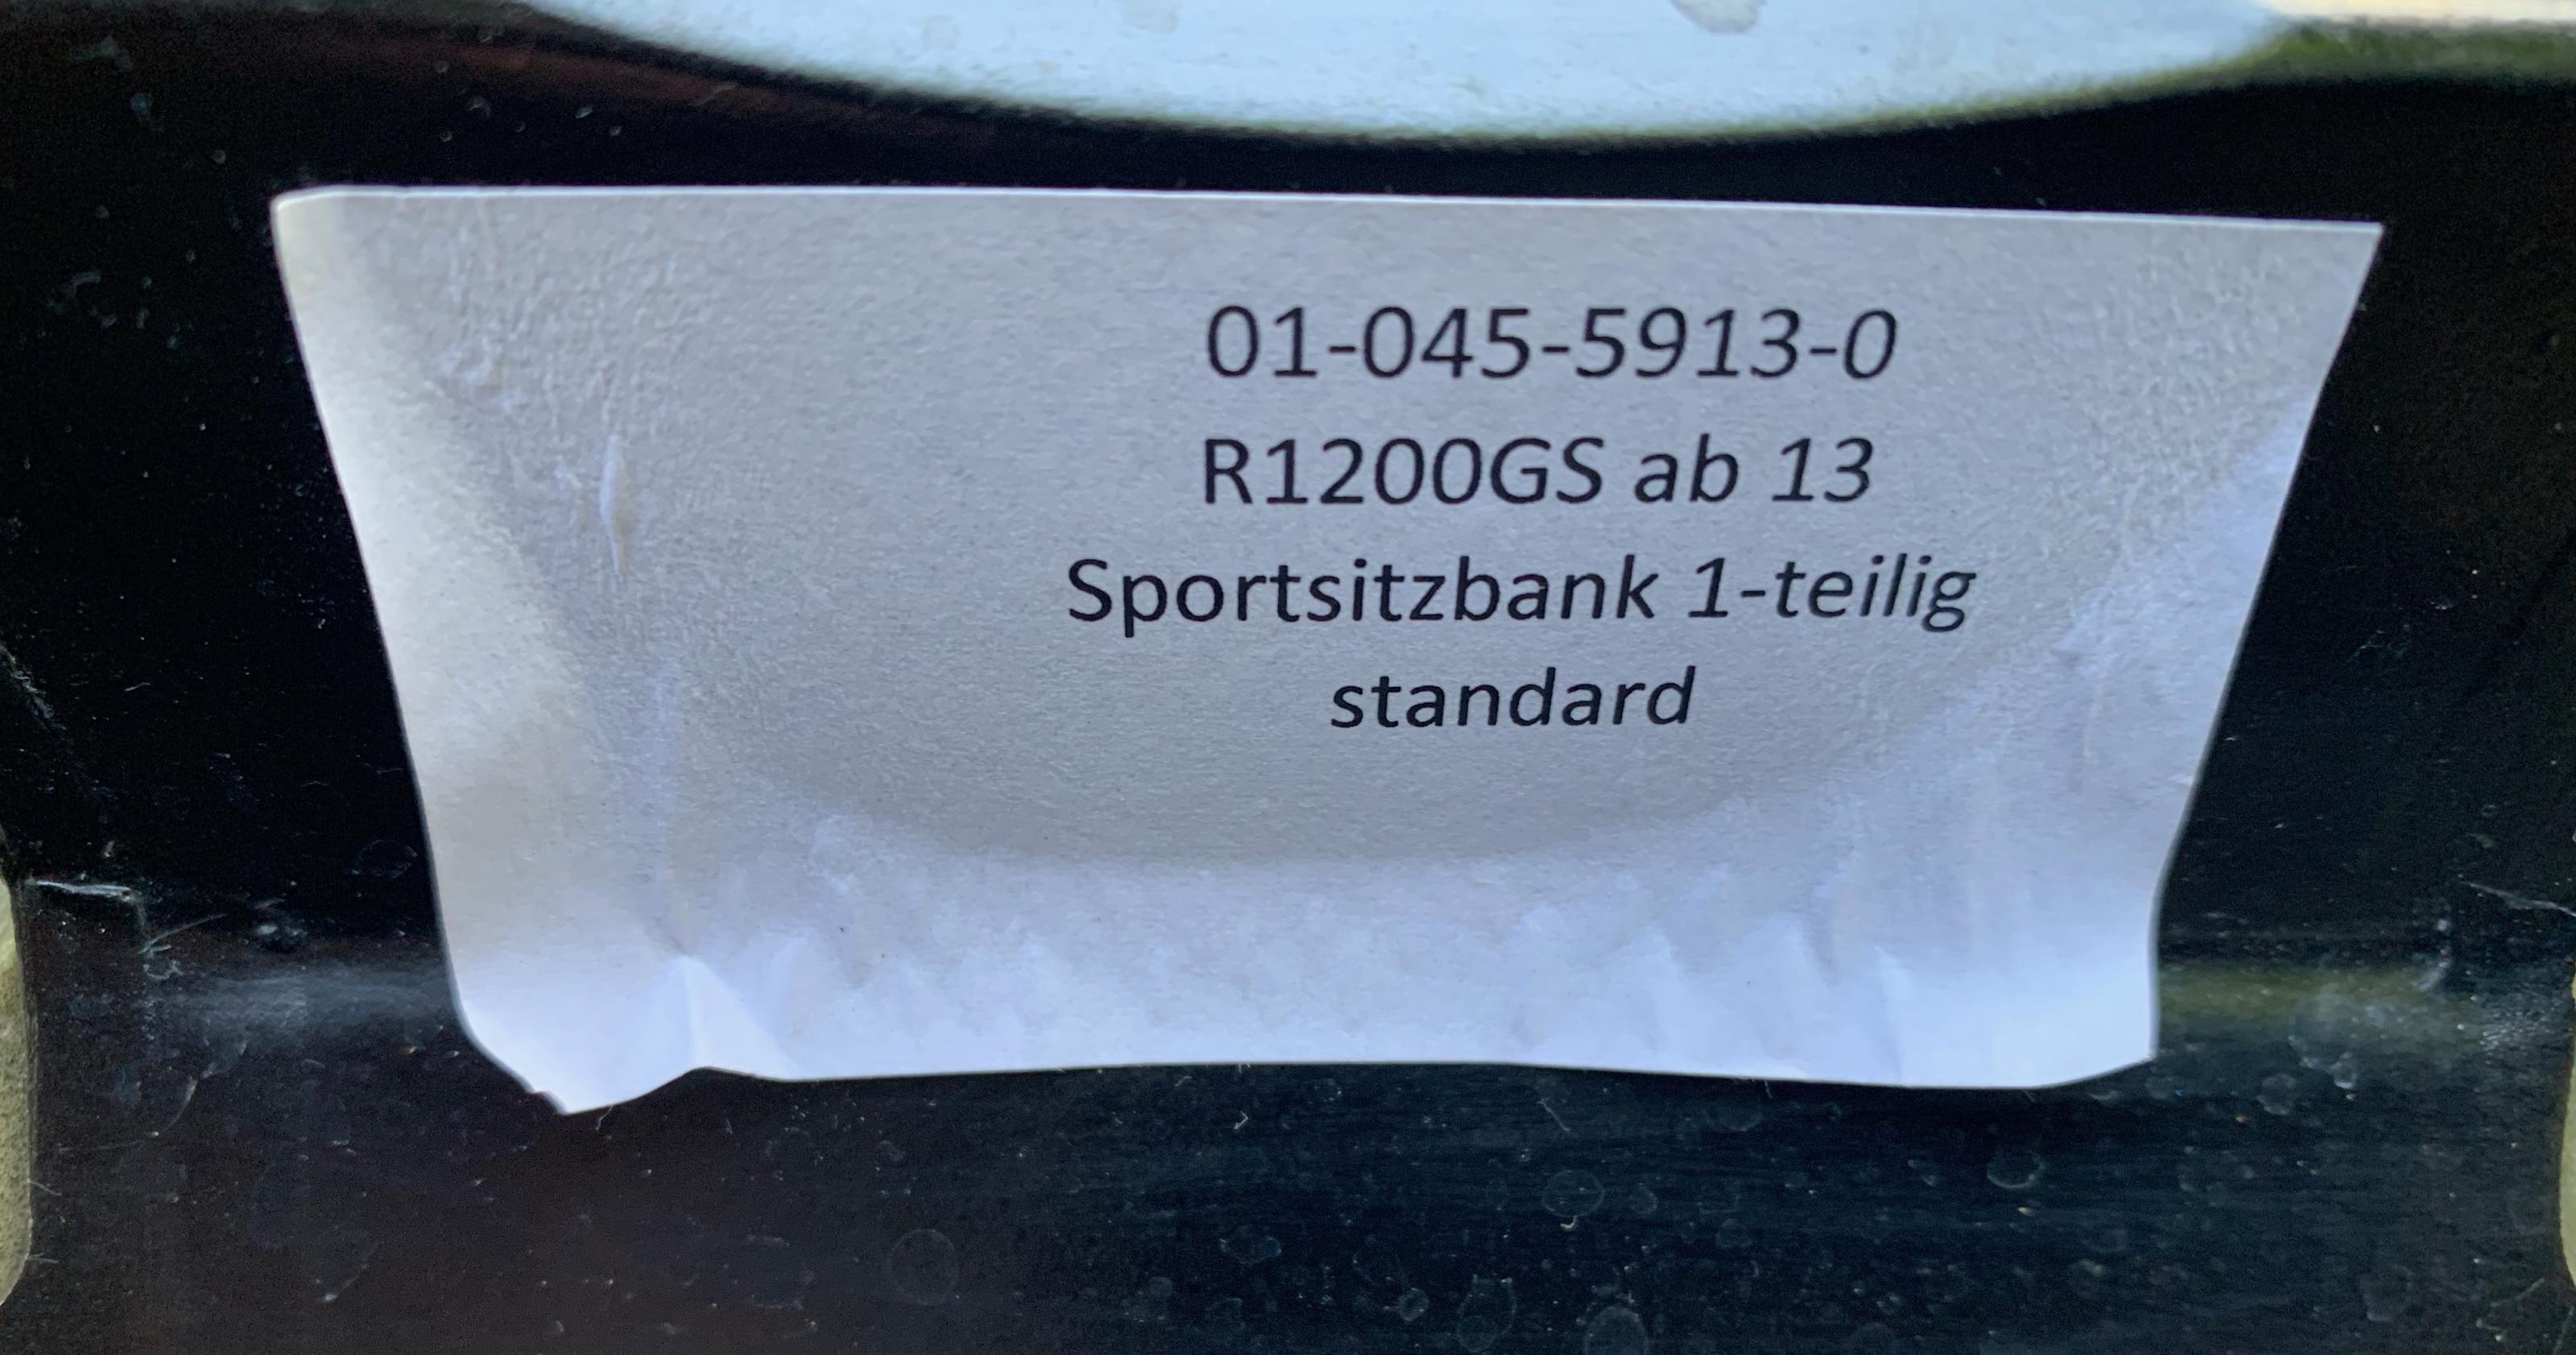 01-045-5913-0
R1200GS ab 13
Sportsitzbank 1-teilig
standard